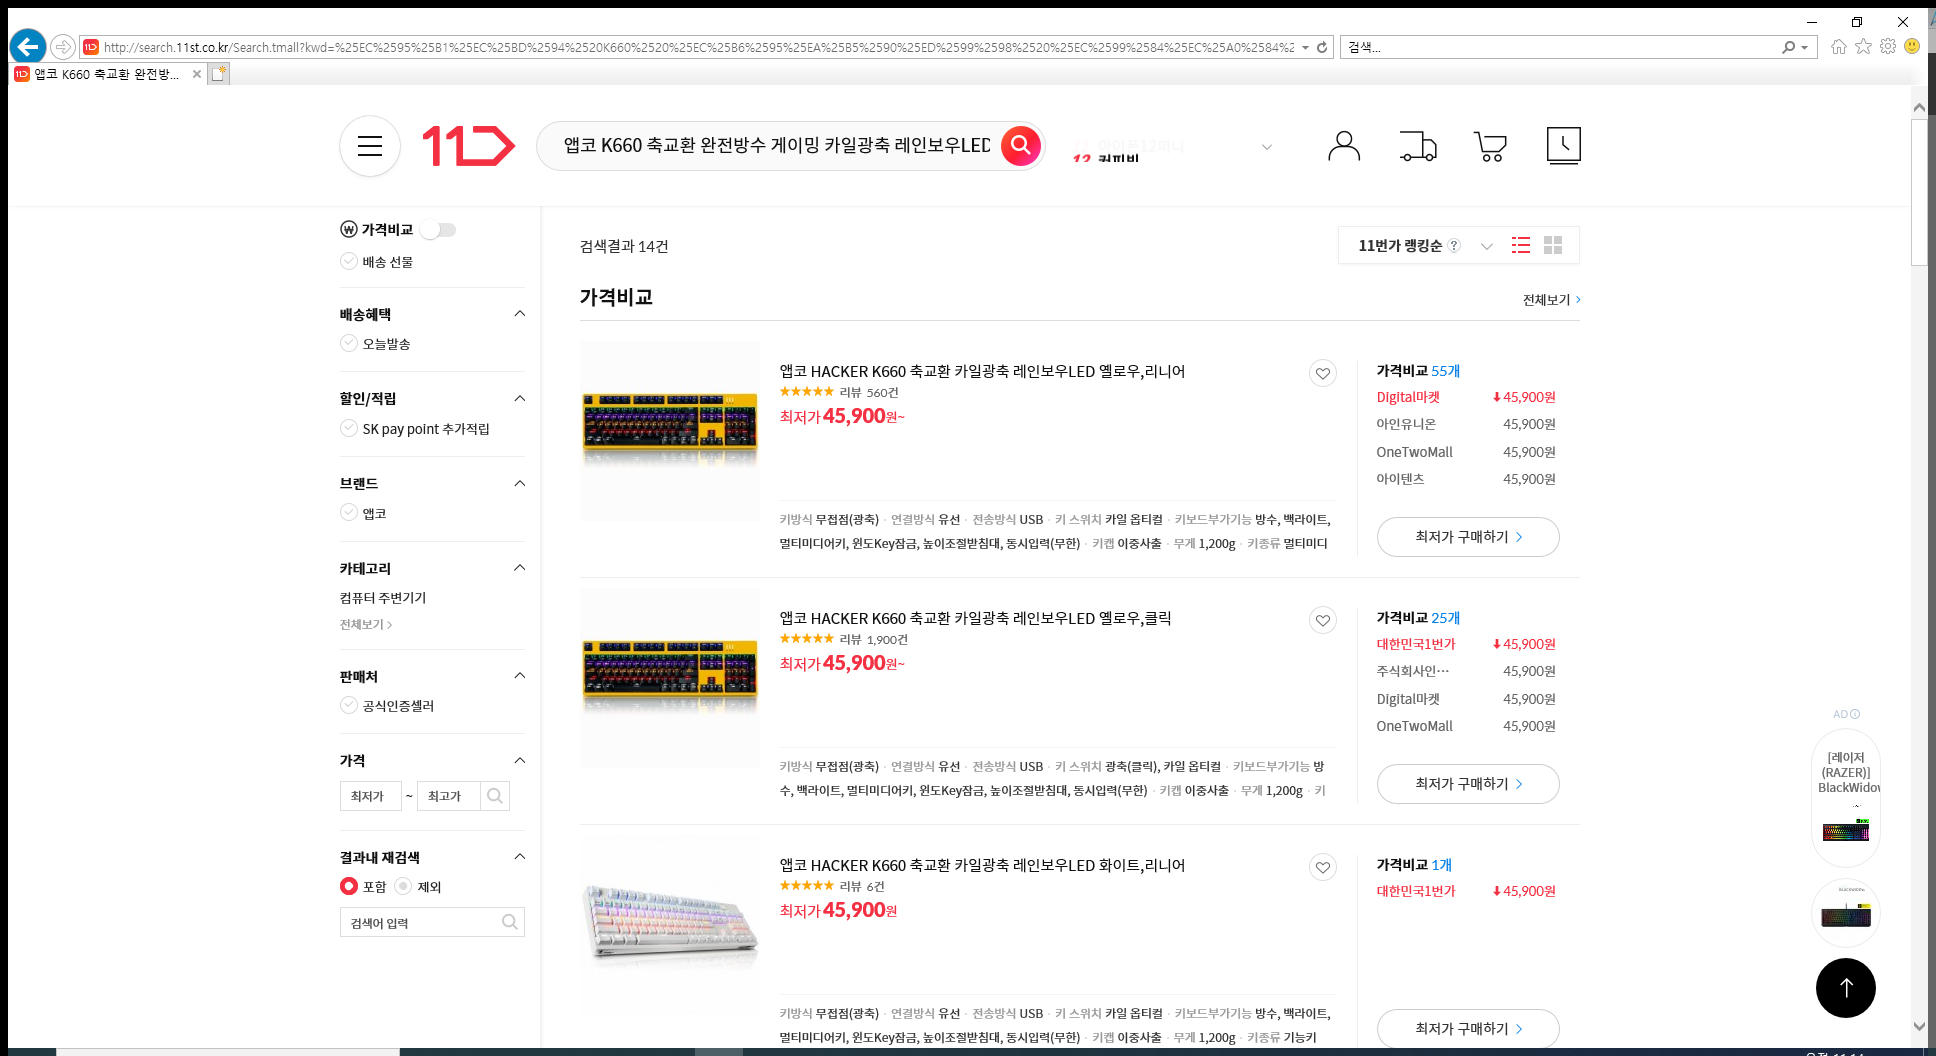 http://search.11st.co.kr/Search.tmall?kwd=%25EC%2595%25B1%25EC%25BD%2594%2520K660%2520%25EC%25B6%2595%25EA%25B5%2590%25ED%2599%2598%2520%25EC%2599%2584%25EC%25A0%2584%2
검색...
앱코 K660 축교환 완전방...
앱코 K660 축교환 완전방수 게이밍 카일광축 레인보우LED
가격비교
배송 선물
배송혜택
오늘발송
할인/적립
SK pay point 추가적립
브랜드
앱코
카테고리
컴퓨터 주변기기
전체보기 >
판매처
공식인증셀러
가격
최저가 ~ 최고가
결과내 재검색
포함 제외
검색어 입력
검색결과 14건
11번가 랭킹순 ?
가격비교
전체보기 >
앱코 HACKER K660 축교환 카일광축 레인보우LED 옐로우,리니어
★★★★★ 리뷰 560건
최저가 45,900원~
키방식 무접점(광축) · 연결방식 유선 · 전송방식 USB · 키 스위치 카일 옵티컬 · 키보드부가기능 방수, 백라이트,
멀티미디어키, 윈도Key잠금, 높이조절받침대, 동시입력(무한) · 키캡 이중사출 · 무게 1,200g · 키종류 멀티미디
가격비교 55개
Digital마켓 45,900원
아인유니온 45,900원
OneTwoMall 45,900원
아이텐츠 45,900원
최저가 구매하기 >
앱코 HACKER K660 축교환 카일광축 레인보우LED 옐로우,클릭
★★★★★ 리뷰 1,900건
최저가 45,900원~
키방식 무접점(광축) · 연결방식 유선 · 전송방식 USB · 키 스위치 광축(클릭), 카일 옵티컬 · 키보드부가기능 방
수, 백라이트, 멀티미디어키, 윈도Key잠금, 높이조절받침대, 동시입력(무한) · 키캡 이중사출 · 무게 1,200g · 키
가격비교 25개
대한민국1번가 45,900원
주식회사인··· 45,900원
Digital마켓 45,900원
OneTwoMall 45,900원
최저가 구매하기 >
앱코 HACKER K660 축교환 카일광축 레인보우LED 화이트,리니어
★★★★★ 리뷰 6건
최저가 45,900원
키방식 무접점(광축) · 연결방식 유선 · 전송방식 USB · 키 스위치 카일 옵티컬 · 키보드부가기능 방수, 백라이트,
멀티미디어키, 윈도Key잠금, 높이조절받침대, 동시입력(무한) · 키캡 이중사출 · 무게 1,200g · 키종류 기능키
가격비교 1개
대한민국1번가 45,900원
최저가 구매하기 >
AD
[레이저
(RAZER)]
BlackWidow